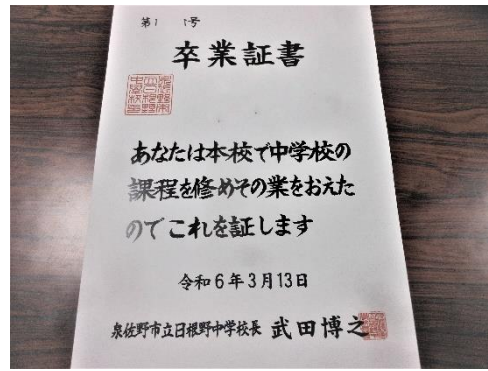 第1 号
卒業証書
あなたは本校で中学校の
課程を修めその業をおえた
のでこれを証します
令和6年3月13日
泉佐野市立日根野中学校長 武田博之